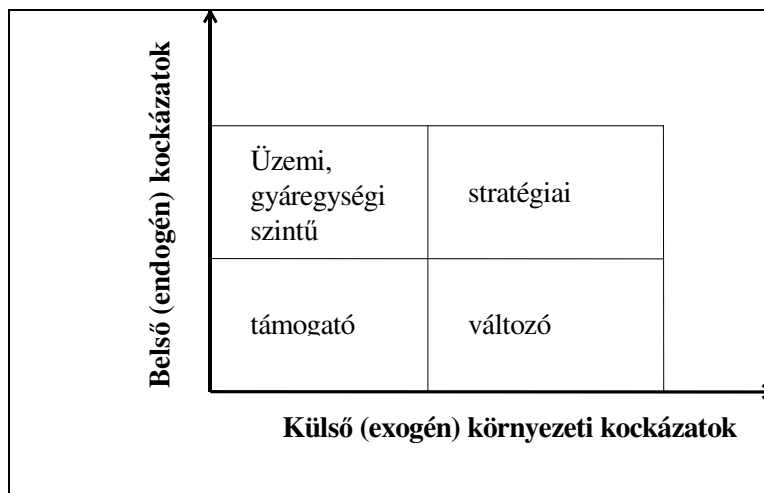 Belső (endogén) kockázatok
Üzemi,
gyáregységi
szintű
stratégiai
támogató
változó
Külső (exogén) környezeti kockázatok